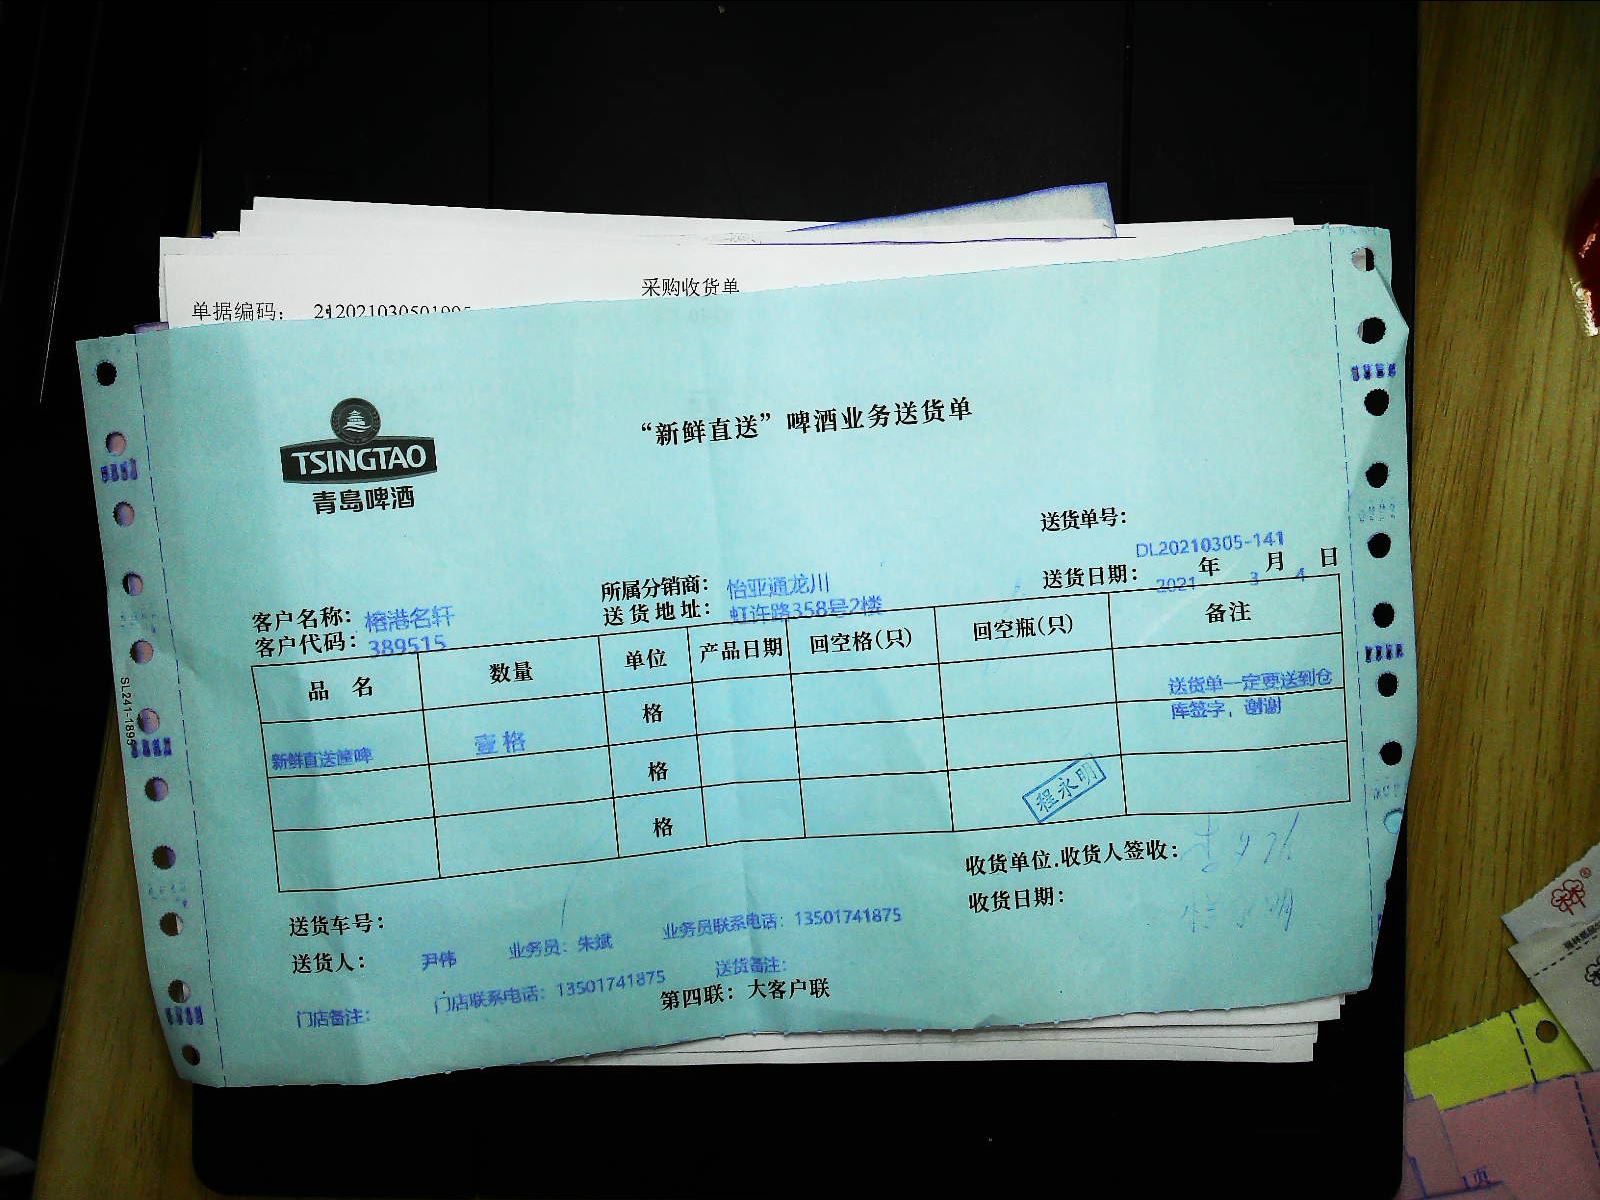 采购收货单
单据编码：
TSINGTAO
青岛啤酒
“新鲜直送”啤酒业务送货单
送货单号：
DL20210305-141
所属分销商： 怡亚通龙川
送货日期： 2021 年 3 月 4 日
客户名称： 榕港名轩
送货地址： 虹许路358号2楼
客户代码： 389515
品 名 数量 单位 产品日期 回空格(只) 回空瓶(只) 备注
新鲜直送筐啤 壹格 格
送货单一定要送到仓
库签字，谢谢
格
格
程永明
收货单位.收货人签收：
收货日期：
送货车号：
送货人： 尹伟 业务员：朱斌 业务员联系电话：13501741875
门店备注： 门店联系电话：13501741875 送货备注：
第四联：大客户联
SL241-1895
1页